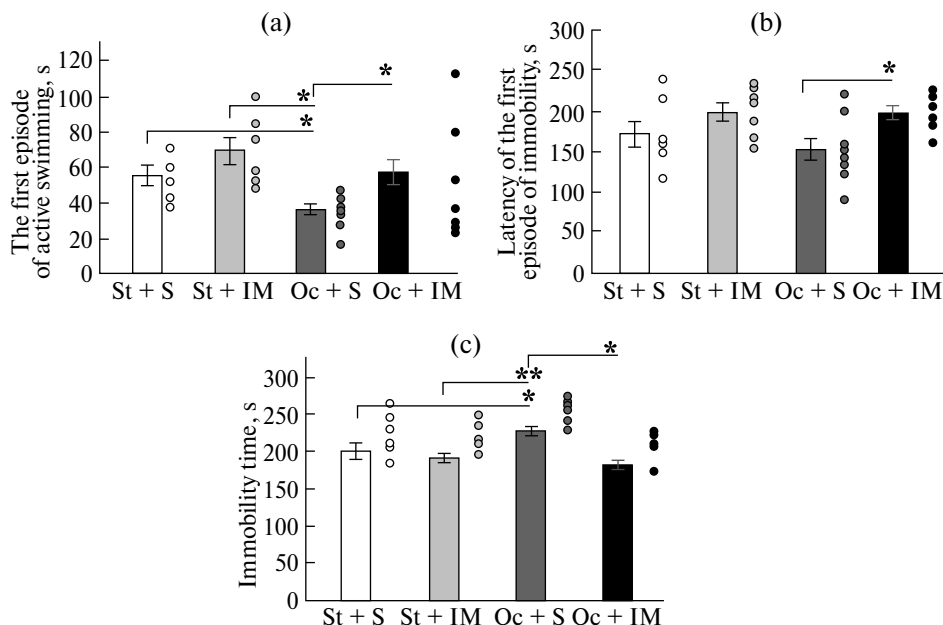 (a)
The first episode
of active swimming, s
120
100
80
60
40
20
0
*
*
*
St + S St + IM Oc + S Oc + IM
(b)
Latency of the first
episode of immobility, s
250
200
150
100
50
0
*
St + S St + IM Oc + S Oc + IM
(c)
Immobility time, s
300
250
200
150
100
50
0
*
**
*
St + S St + IM Oc + S Oc + IM